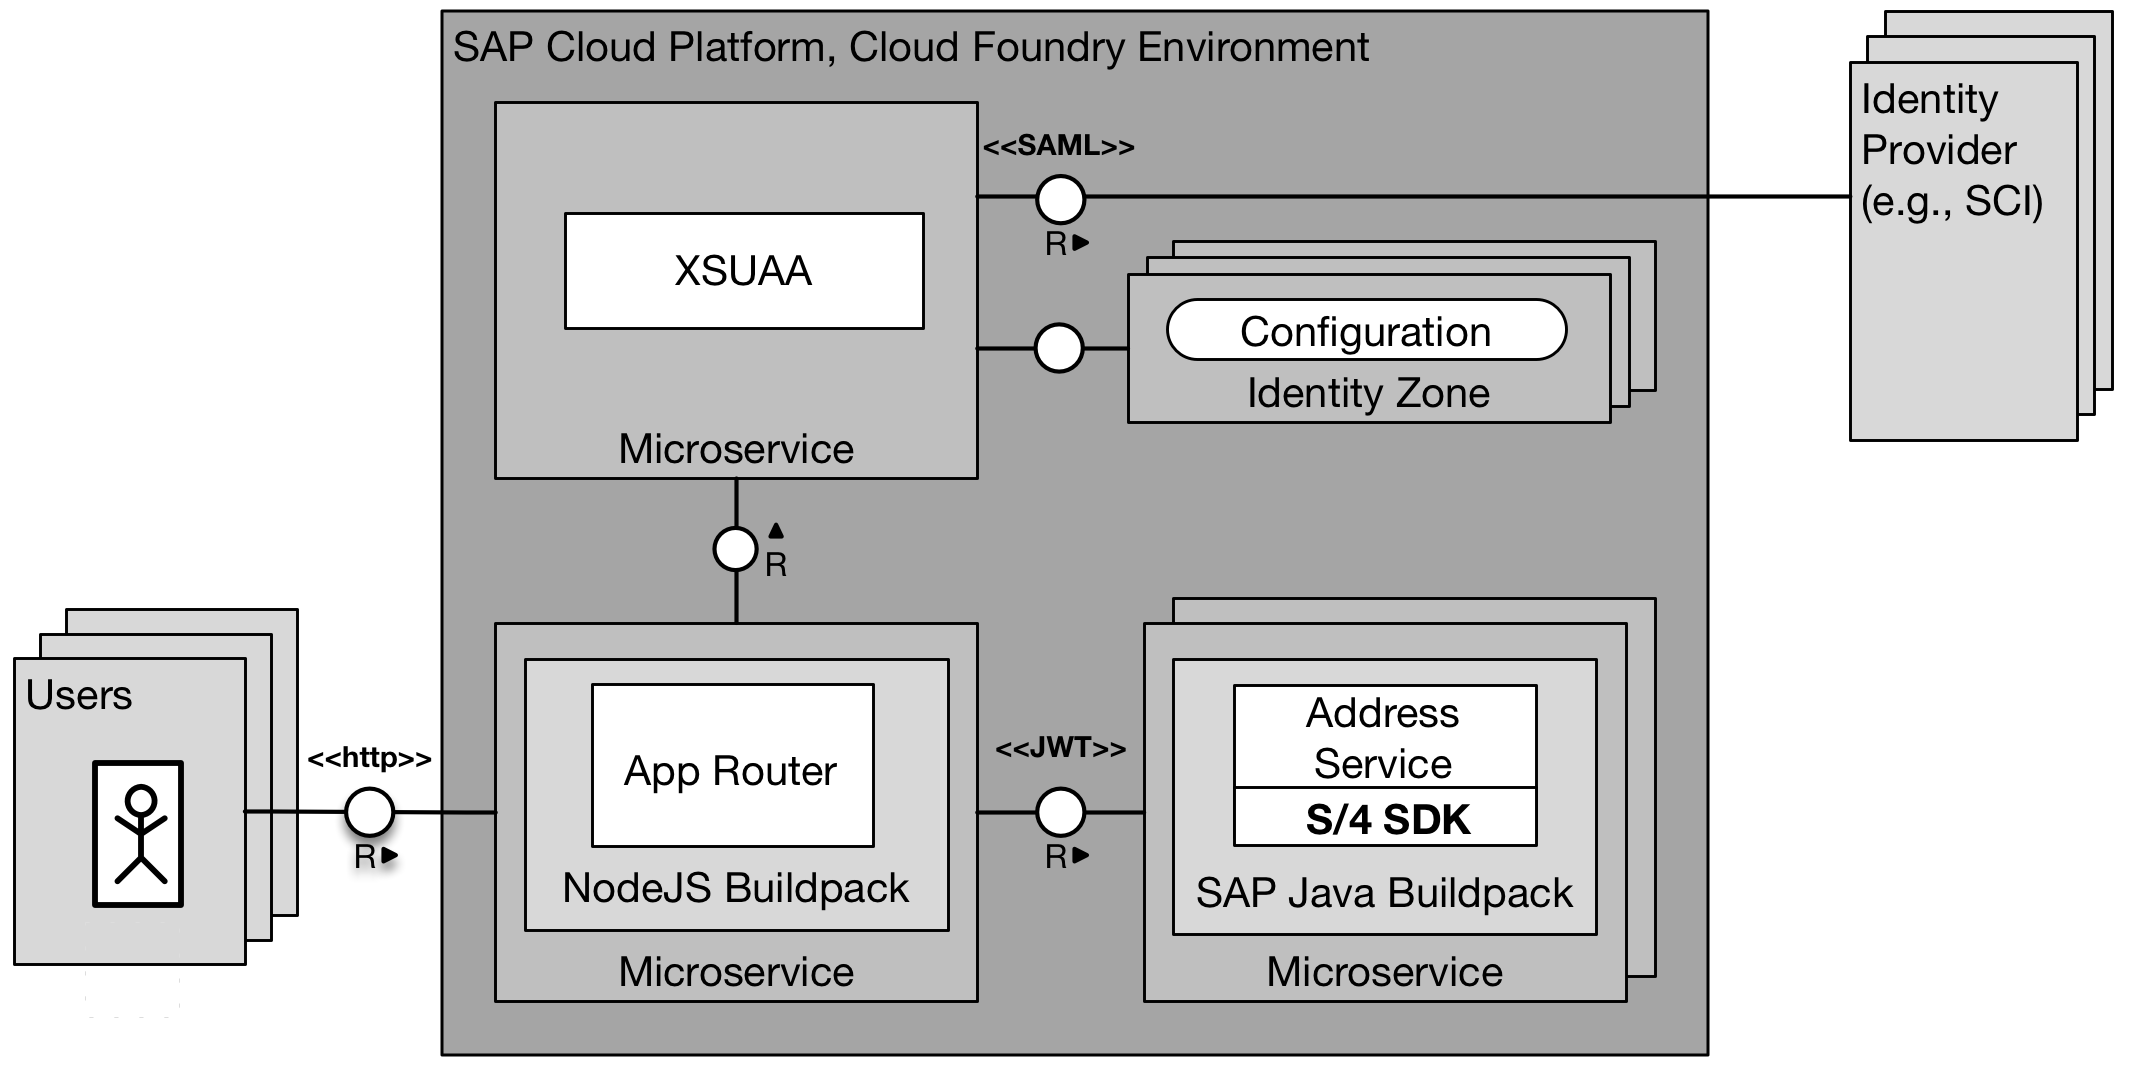 SAP Cloud Platform, Cloud Foundry Environment
Identity
Provider
(e.g., SCI)
<<SAML>>
R
XSUAA
Microservice
Configuration
Identity Zone
R
Users
<<http>>
R
App Router
NodeJS Buildpack
Microservice
<<JWT>>
R
Address
Service
S/4 SDK
SAP Java Buildpack
Microservice